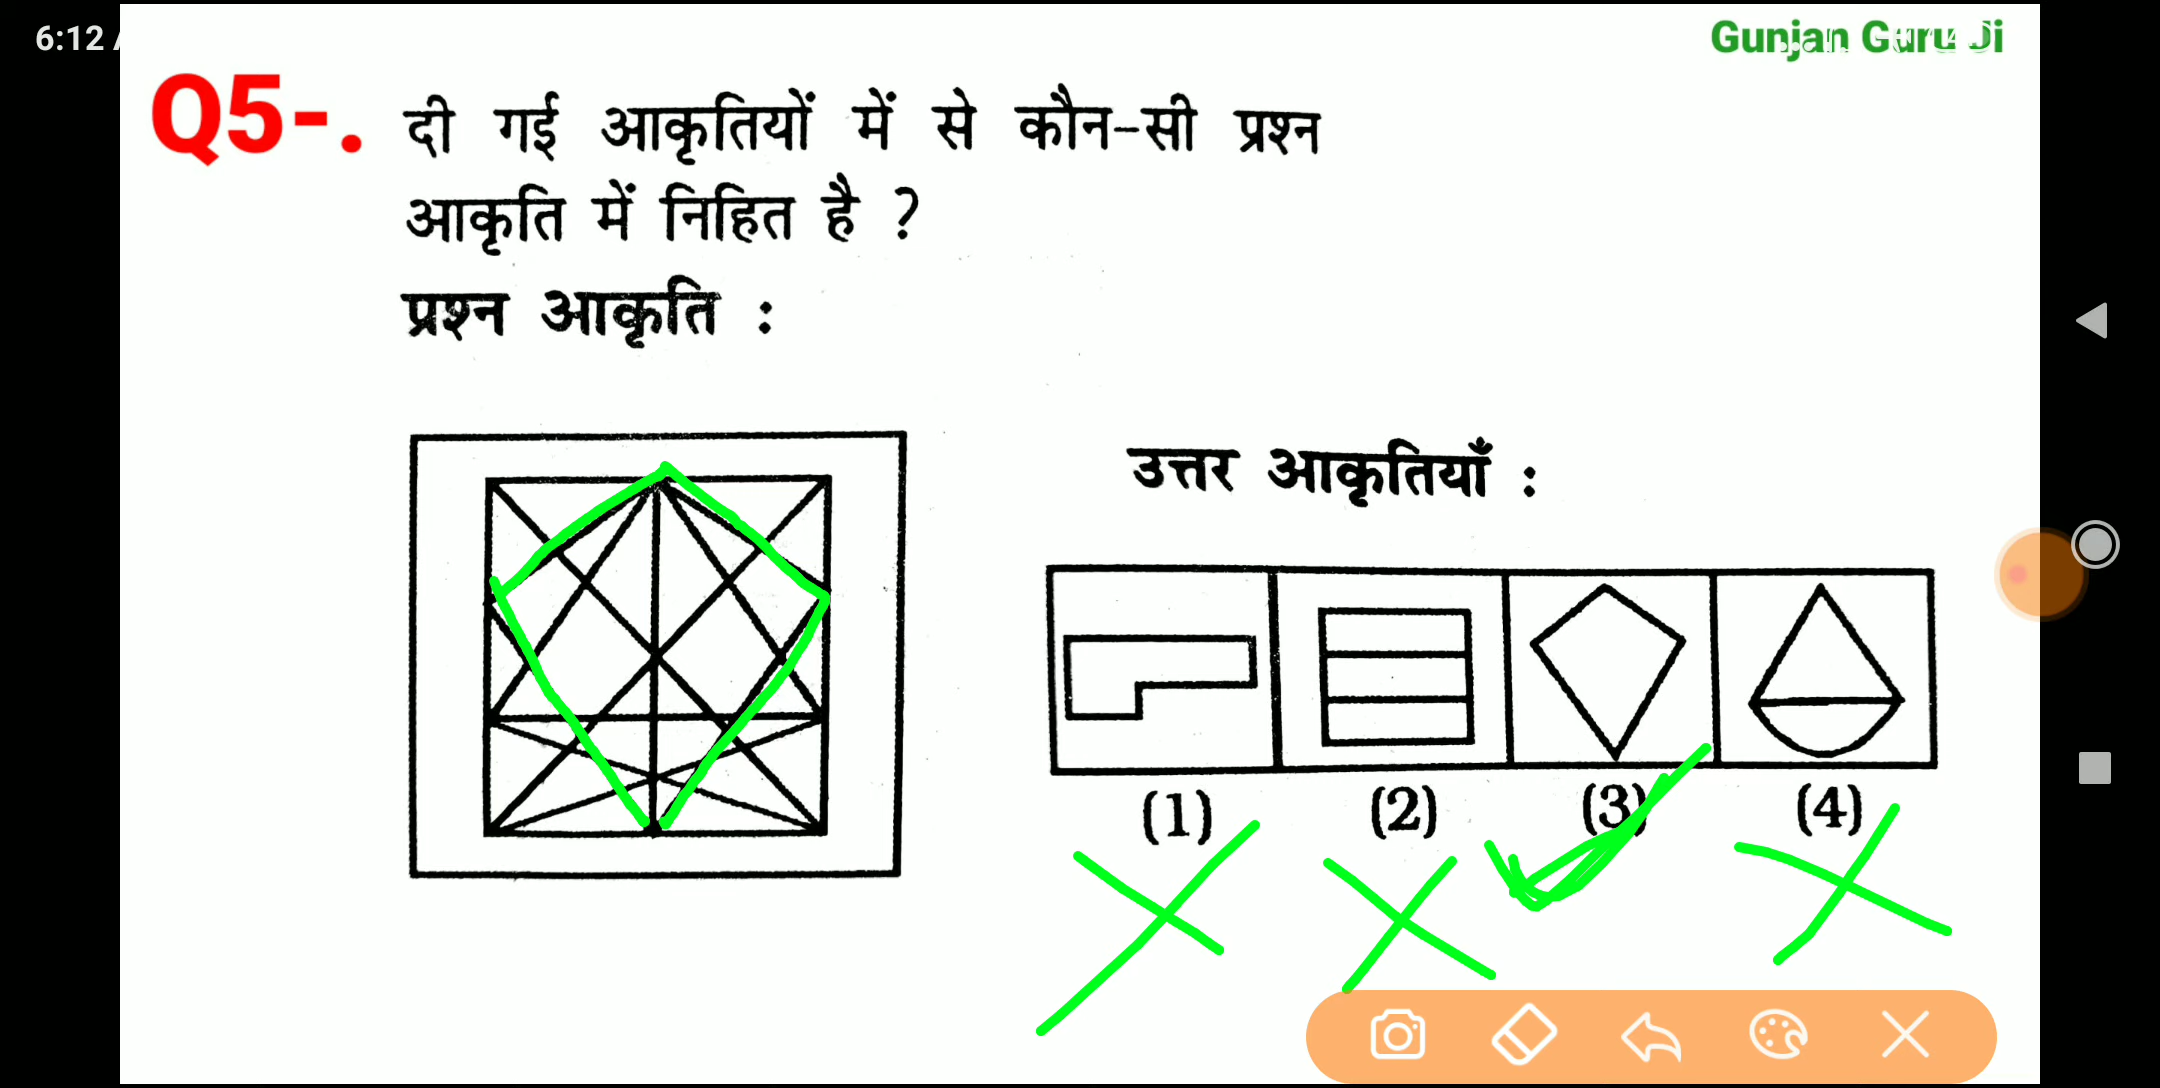 6:12
Gunjan Guru Ji
Q5-. दी गई आकृतियों में से कौन-सी प्रश्न
आकृति में निहित है ?
प्रश्न आकृति :
उत्तर आकृतियाँ :
(1) (2) (3) (4)